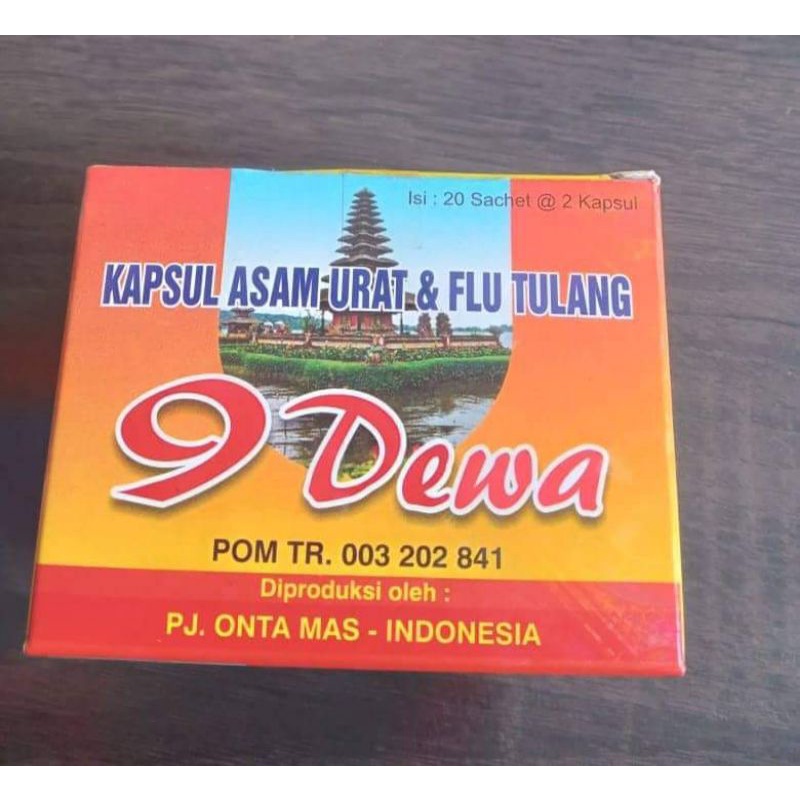 Isi : 20 Sachet @ 2 Kapsul
KAPSUL ASAM URAT & FLU TULANG
9 Dewa
POM TR. 003 202 841
Diproduksi oleh :
PJ. ONTA MAS - INDONESIA